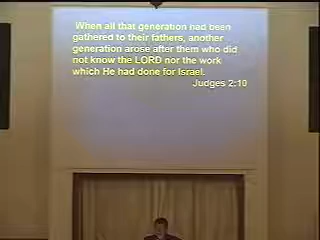 When all that generation had been
gathered to their fathers, another
generation arose after them who did
not know the LORD nor the work
which He had done for Israel.
Judges 2:10